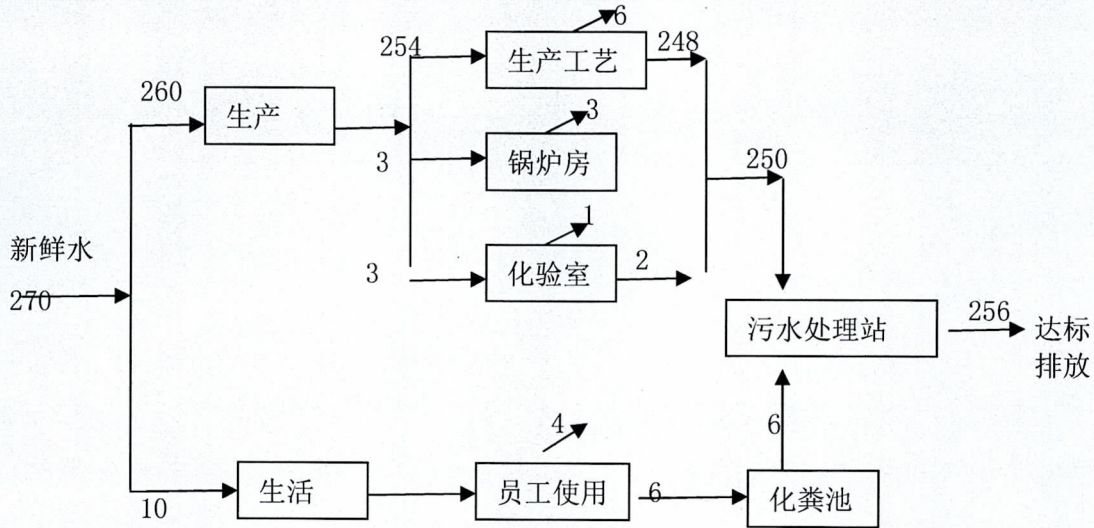 6
254
生产工艺
248
260
生产
3
3
锅炉房
250
1
新鲜水
3
化验室
2
270
污水处理站
256
达标
排放
4
6
生活
员工使用
6
化粪池
10